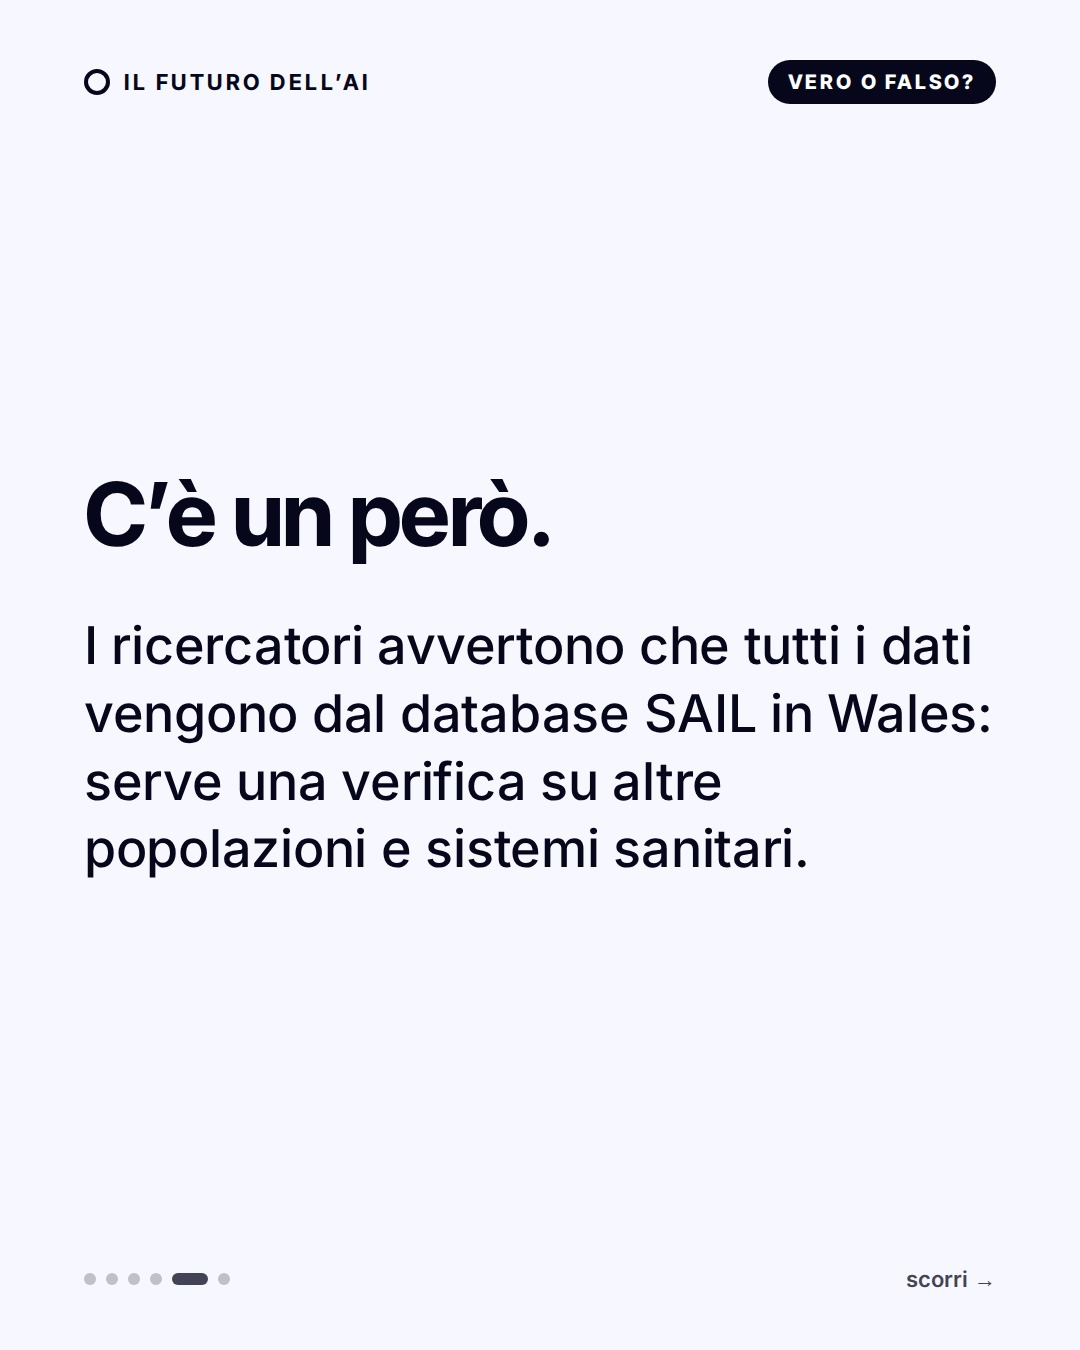 IL FUTURO DELL’AI
VERO O FALSO?
C’è un però.
I ricercatori avvertono che tutti i dati
vengono dal database SAIL in Wales:
serve una verifica su altre
popolazioni e sistemi sanitari.
scorri →